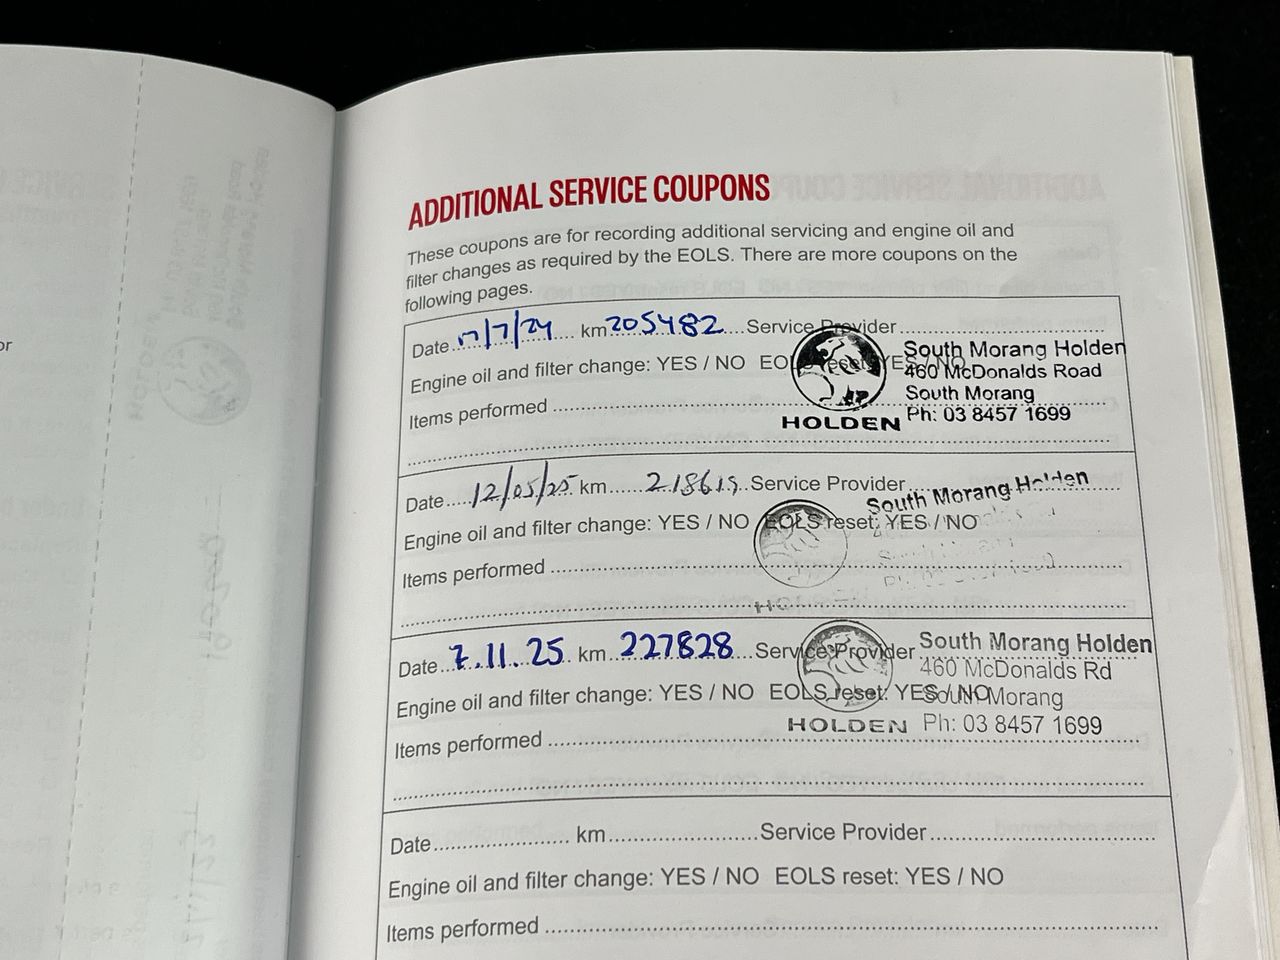 or
ADDITIONAL SERVICE COUPONS
These coupons are for recording additional servicing and engine oil and
filter changes as required by the EOLS. There are more coupons on the
following pages.
Date 17/7/24 km 205482 Service Provider
Engine oil and filter change: YES / NO EOLS reset: YES / NO
HOLDEN
South Morang Holden
460 McDonalds Road
South Morang
Ph: 03 8457 1699
Items performed
Date 12/05/25 km 218619 Service Provider
South Morang Holden
Engine oil and filter change: YES / NO EOLS reset: YES / NO
Items performed
Date 7.11.25 km 227828 Service Provider
Engine oil and filter change: YES / NO EOLS reset: YES / NO
HOLDEN
South Morang Holden
460 McDonalds Rd
South Morang
Ph: 03 8457 1699
Items performed
Date km Service Provider
Engine oil and filter change: YES / NO EOLS reset: YES / NO
Items performed